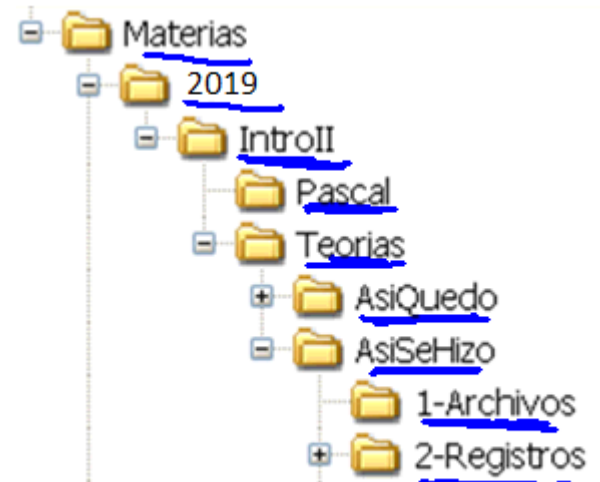 Materias
2019
IntroII
Pascal
Teorias
AsiQuedo
AsiSeHizo
1-Archivos
2-Registros